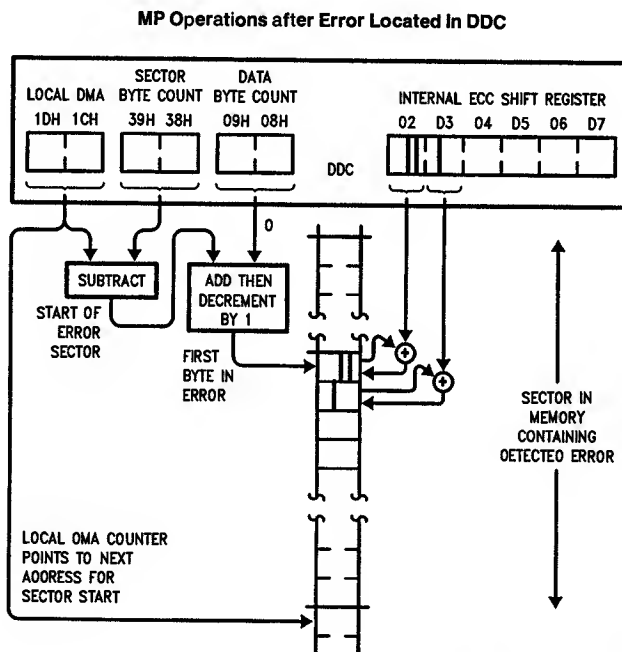 MP Operations after Error Located in DDC
LOCAL DMA
1DH 1CH
SECTOR
BYTE COUNT
39H 38H
DATA
BYTE COUNT
09H 08H
DDC
INTERNAL ECC SHIFT REGISTER
02 D3 04 D5 06 D7
0
SUBTRACT
ADD THEN
DECREMENT
BY 1
START OF
ERROR
SECTOR
FIRST
BYTE IN
ERROR
+
+
SECTOR IN
MEMORY
CONTAINING
OETECTED ERROR
LOCAL OMA COUNTER
POINTS TO NEXT
AOORESS FOR
SECTOR START